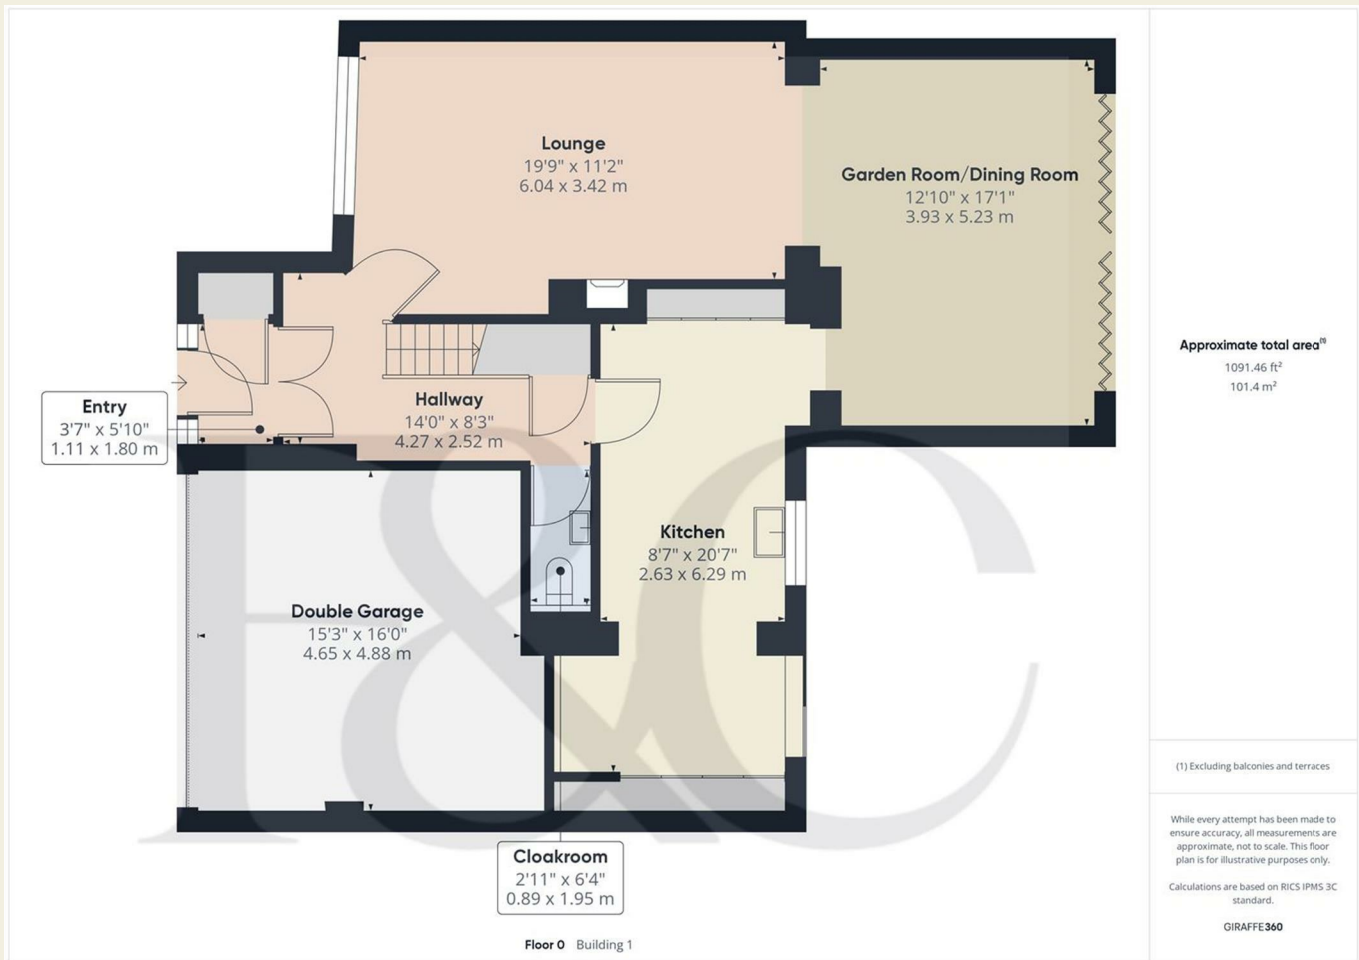 Lounge
19'9" x 11'2"
6.04 x 3.42 m
Garden Room/Dining Room
12'10" x 17'1"
3.93 x 5.23 m
Entry
3'7" x 5'10"
1.11 x 1.80 m
Hallway
14'0" x 8'3"
4.27 x 2.52 m
Kitchen
8'7" x 20'7"
2.63 x 6.29 m
Double Garage
15'3" x 16'0"
4.65 x 4.88 m
Cloakroom
2'11" x 6'4"
0.89 x 1.95 m
Floor 0 Building 1
F&C
Approximate total area(1)
1091.46 ft²
101.4 m²
(1) Excluding balconies and terraces
While every attempt has been made to
ensure accuracy, all measurements are
approximate, not to scale. This floor
plan is for illustrative purposes only.
Calculations are based on RICS IPMS 3C
standard.
GIRAFFE360